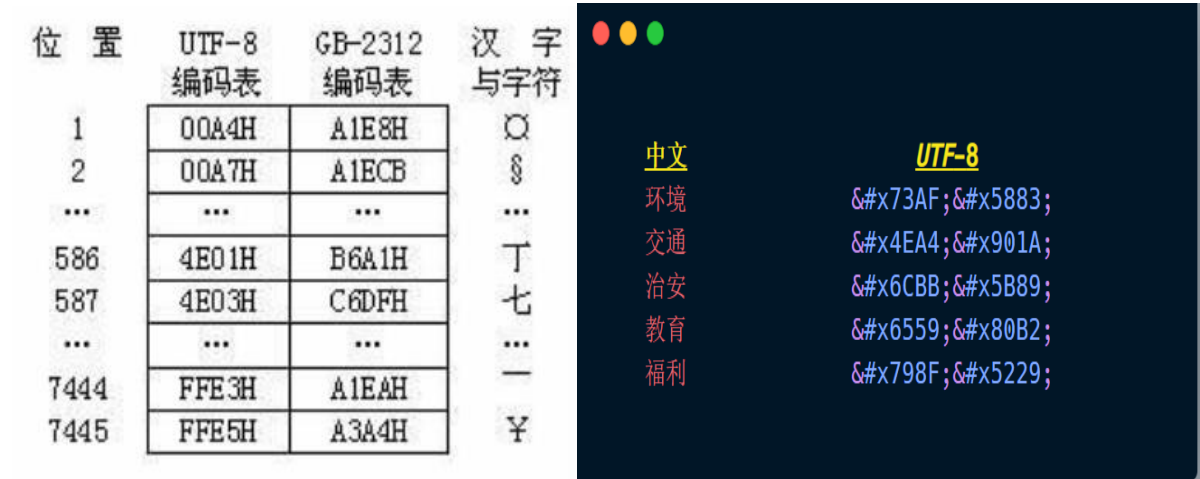 位 置 UTF-8 GB-2312 汉 字
编码表 编码表 与字符
1 00A4H A1E8H ¤
2 00A7H A1ECB §
... ... ... ...
586 4E01H B6A1H 丁
587 4E03H C6DFH 七
... ... ... ...
7444 FFE3H A1EAH ￣
7445 FFE5H A3A4H ￥
中文 UTF-8
环境 &#x73AF;&#x5883;
交通 &#x4EA4;&#x901A;
治安 &#x6CBB;&#x5B89;
教育 &#x6559;&#x80B2;
福利 &#x798F;&#x5229;